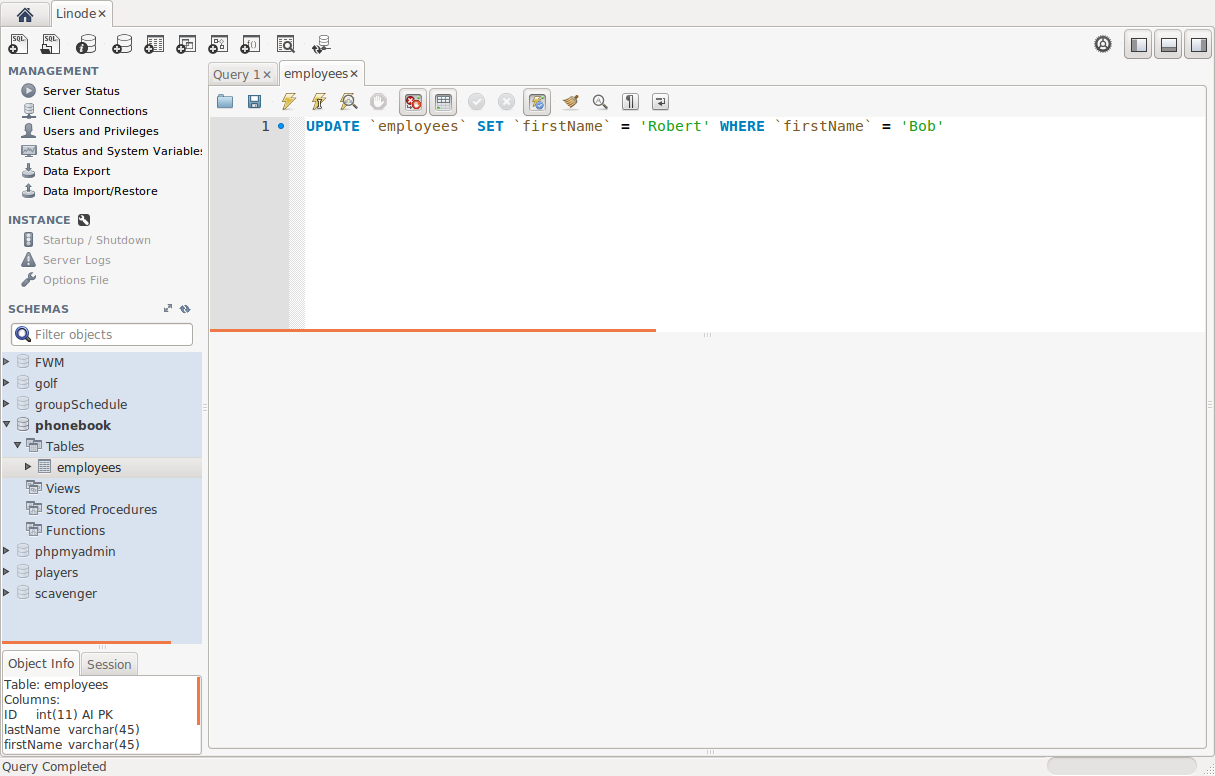 Linode×
MANAGEMENT
Server Status
Client Connections
Users and Privileges
Status and System Variables
Data Export
Data Import/Restore
INSTANCE
Startup / Shutdown
Server Logs
Options File
SCHEMAS
Filter objects
FWM
golf
groupSchedule
phonebook
Tables
employees
Views
Stored Procedures
Functions
phpmyadmin
players
scavenger
Object Info Session
Table: employees
Columns:
ID int(11) AI PK
lastName varchar(45)
firstName varchar(45)
Query 1× employees×
1 UPDATE `employees` SET `firstName` = 'Robert' WHERE `firstName` = 'Bob'
Query Completed